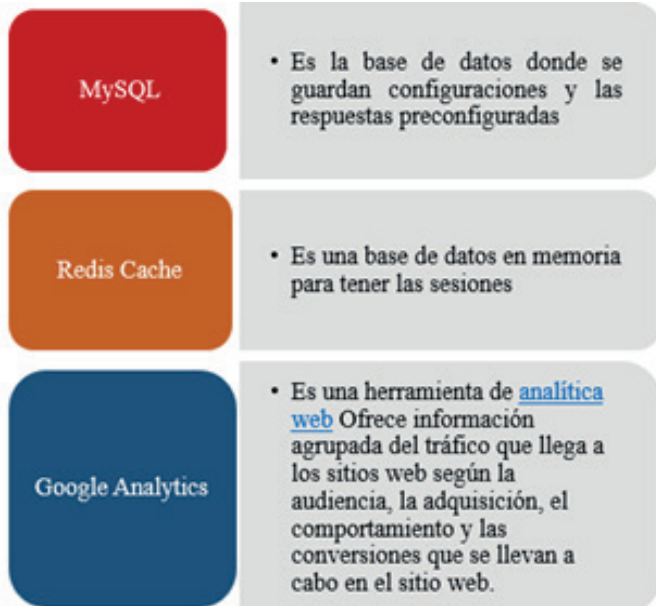 MySQL
• Es la base de datos donde se
guardan configuraciones y las
respuestas preconfiguradas
Redis Cache
• Es una base de datos en memoria
para tener las sesiones
Google Analytics
• Es una herramienta de analítica
web Ofrece información
agrupada del tráfico que llega a
los sitios web según la
audiencia, la adquisición, el
comportamiento y las
conversiones que se llevan a
cabo en el sitio web.